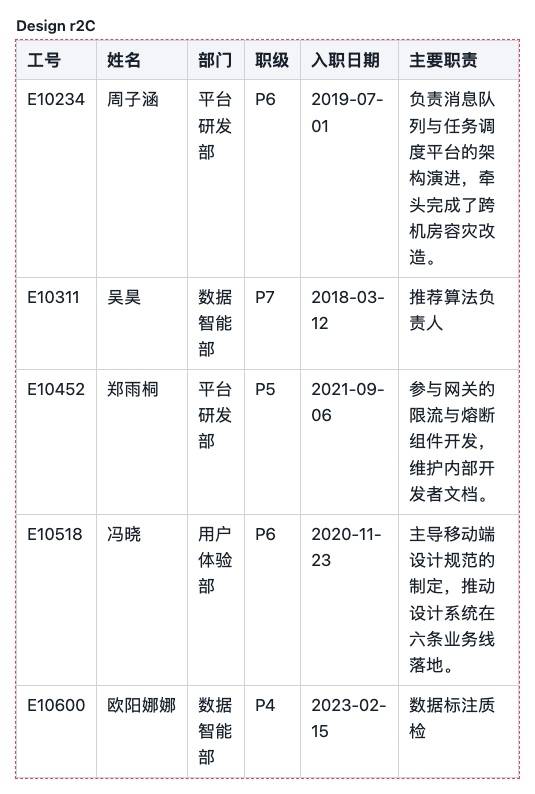 Design r2C
工号 姓名 部门 职级 入职日期 主要职责
E10234 周子涵 平台 P6 2019-07- 负责消息队
研发 01 列与任务调
部 度平台的架
构演进，牵
头完成了跨
机房容灾改
造。
E10311 吴昊 数据 P7 2018-03- 推荐算法负
智能 12 责人
部
E10452 郑雨桐 平台 P5 2021-09- 参与网关的
研发 06 限流与熔断
部 组件开发，
维护内部开
发者文档。
E10518 冯晓 用户 P6 2020-11- 主导移动端
体验 23 设计规范的
部 制定，推动
设计系统在
六条业务线
落地。
E10600 欧阳娜娜 数据 P4 2023-02- 数据标注质
智能 15 检
部